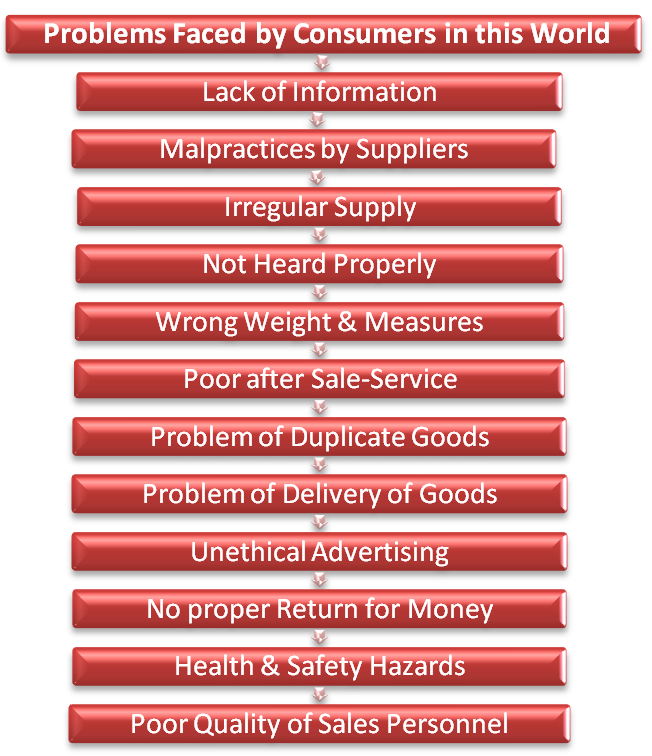 Problems Faced by Consumers in this World
Lack of Information
Malpractices by Suppliers
Irregular Supply
Not Heard Properly
Wrong Weight & Measures
Poor after Sale-Service
Problem of Duplicate Goods
Problem of Delivery of Goods
Unethical Advertising
No proper Return for Money
Health & Safety Hazards
Poor Quality of Sales Personnel